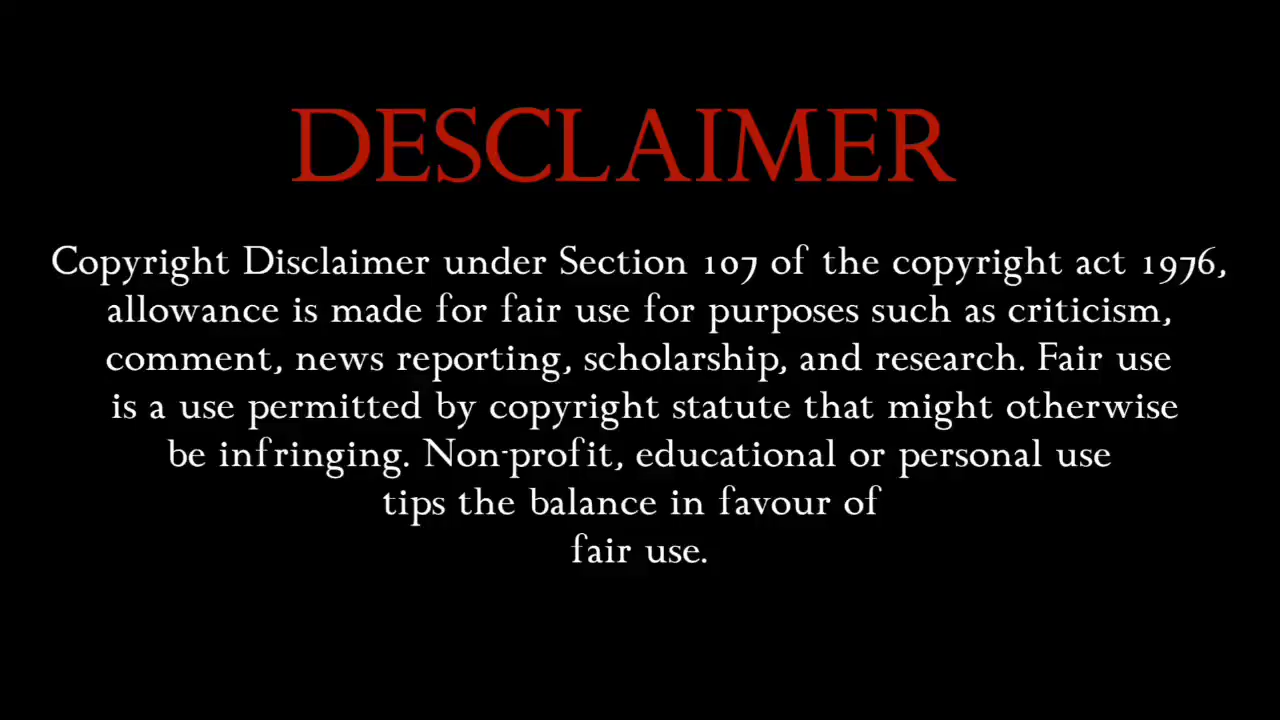 DESCLAIMER
Copyright Disclaimer under Section 107 of the copyright act 1976,
allowance is made for fair use for purposes such as criticism,
comment, news reporting, scholarship, and research. Fair use
is a use permitted by copyright statute that might otherwise
be infringing. Non-profit, educational or personal use
tips the balance in favour of
fair use.